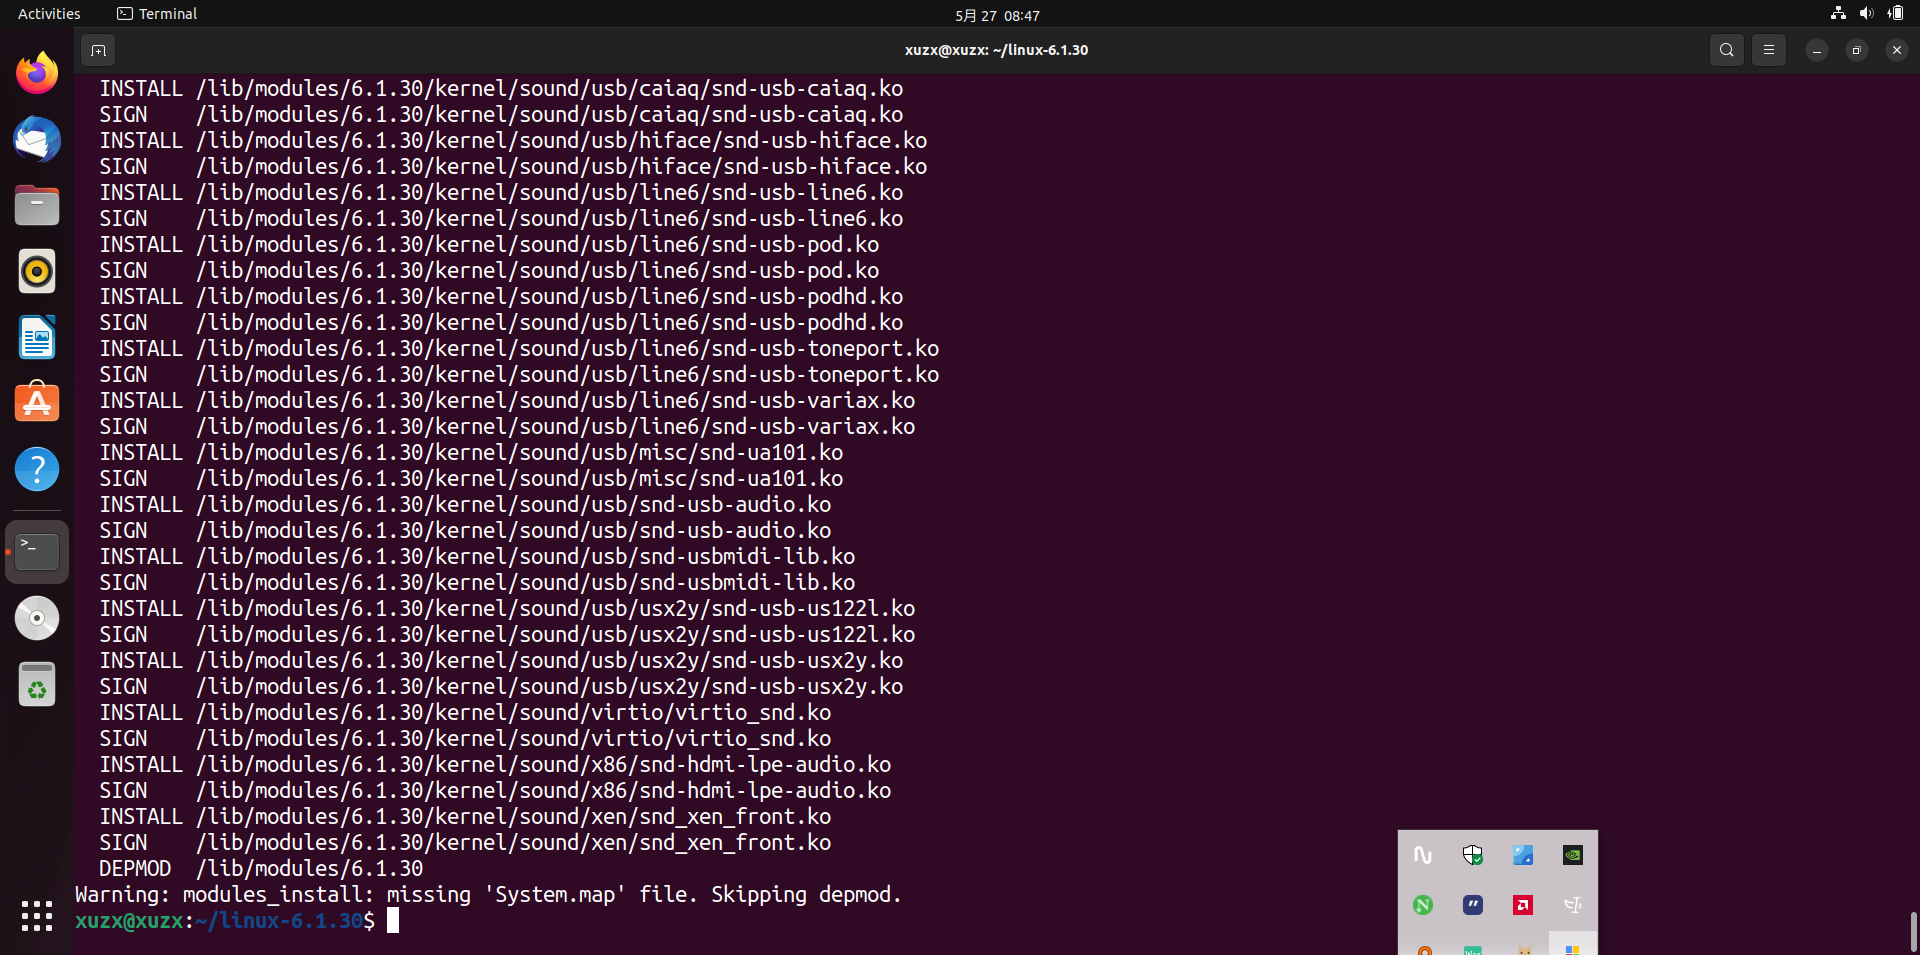 Activities
Terminal
5月 27 08:47
xuzx@xuzx: ~/linux-6.1.30
INSTALL /lib/modules/6.1.30/kernel/sound/usb/caiaq/snd-usb-caiaq.ko
SIGN /lib/modules/6.1.30/kernel/sound/usb/caiaq/snd-usb-caiaq.ko
INSTALL /lib/modules/6.1.30/kernel/sound/usb/hiface/snd-usb-hiface.ko
SIGN /lib/modules/6.1.30/kernel/sound/usb/hiface/snd-usb-hiface.ko
INSTALL /lib/modules/6.1.30/kernel/sound/usb/line6/snd-usb-line6.ko
SIGN /lib/modules/6.1.30/kernel/sound/usb/line6/snd-usb-line6.ko
INSTALL /lib/modules/6.1.30/kernel/sound/usb/line6/snd-usb-pod.ko
SIGN /lib/modules/6.1.30/kernel/sound/usb/line6/snd-usb-pod.ko
INSTALL /lib/modules/6.1.30/kernel/sound/usb/line6/snd-usb-podhd.ko
SIGN /lib/modules/6.1.30/kernel/sound/usb/line6/snd-usb-podhd.ko
INSTALL /lib/modules/6.1.30/kernel/sound/usb/line6/snd-usb-toneport.ko
SIGN /lib/modules/6.1.30/kernel/sound/usb/line6/snd-usb-toneport.ko
INSTALL /lib/modules/6.1.30/kernel/sound/usb/line6/snd-usb-variax.ko
SIGN /lib/modules/6.1.30/kernel/sound/usb/line6/snd-usb-variax.ko
INSTALL /lib/modules/6.1.30/kernel/sound/usb/misc/snd-ua101.ko
SIGN /lib/modules/6.1.30/kernel/sound/usb/misc/snd-ua101.ko
INSTALL /lib/modules/6.1.30/kernel/sound/usb/snd-usb-audio.ko
SIGN /lib/modules/6.1.30/kernel/sound/usb/snd-usb-audio.ko
INSTALL /lib/modules/6.1.30/kernel/sound/usb/snd-usbmidi-lib.ko
SIGN /lib/modules/6.1.30/kernel/sound/usb/snd-usbmidi-lib.ko
INSTALL /lib/modules/6.1.30/kernel/sound/usb/usx2y/snd-usb-us122l.ko
SIGN /lib/modules/6.1.30/kernel/sound/usb/usx2y/snd-usb-us122l.ko
INSTALL /lib/modules/6.1.30/kernel/sound/usb/usx2y/snd-usb-usx2y.ko
SIGN /lib/modules/6.1.30/kernel/sound/usb/usx2y/snd-usb-usx2y.ko
INSTALL /lib/modules/6.1.30/kernel/sound/virtio/virtio_snd.ko
SIGN /lib/modules/6.1.30/kernel/sound/virtio/virtio_snd.ko
INSTALL /lib/modules/6.1.30/kernel/sound/x86/snd-hdmi-lpe-audio.ko
SIGN /lib/modules/6.1.30/kernel/sound/x86/snd-hdmi-lpe-audio.ko
INSTALL /lib/modules/6.1.30/kernel/sound/xen/snd_xen_front.ko
SIGN /lib/modules/6.1.30/kernel/sound/xen/snd_xen_front.ko
DEPMOD /lib/modules/6.1.30
Warning: modules_install: missing 'System.map' file. Skipping depmod.
xuzx@xuzx:~/linux-6.1.30$